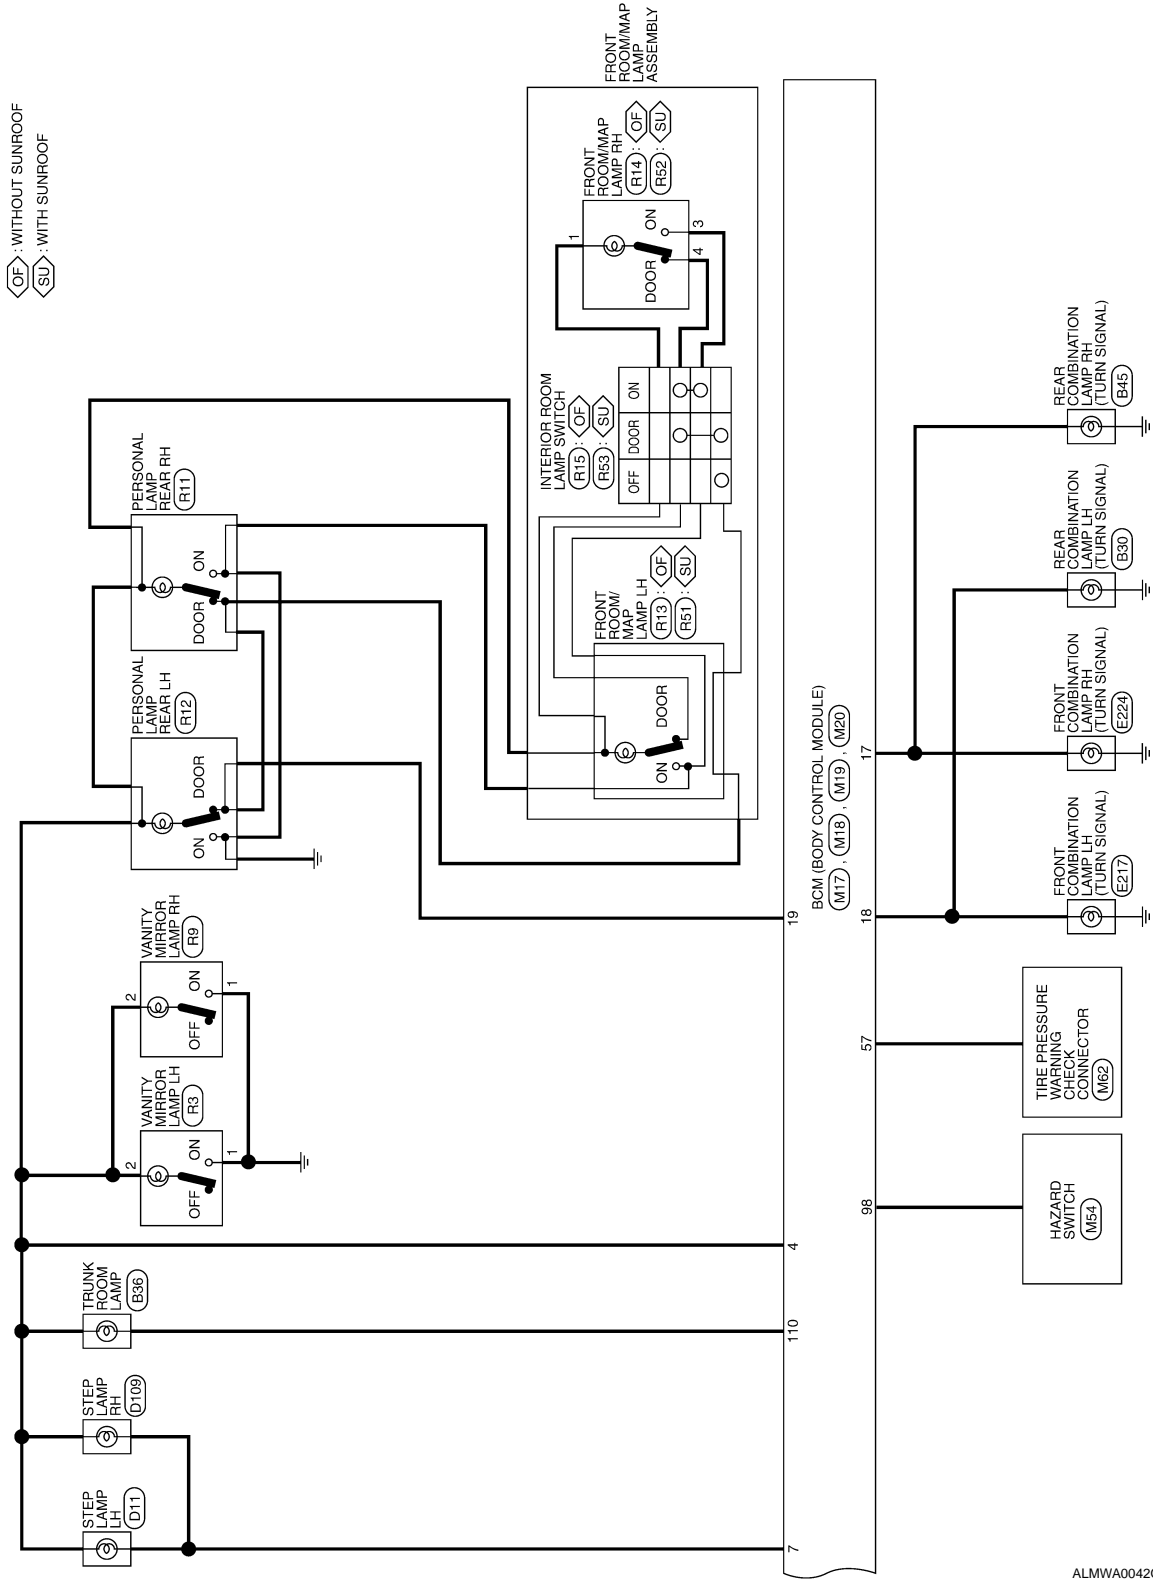 OF : WITHOUT SUNROOF
SU : WITH SUNROOF
STEP
LAMP
LH
D11
STEP
LAMP
RH
D109
TRUNK
ROOM
LAMP
B36
VANITY
MIRROR
LAMP LH
R3
2
OFF
ON
1
VANITY
MIRROR
LAMP RH
R9
2
OFF
ON
1
PERSONAL
LAMP
REAR LH
R12
ON
DOOR
PERSONAL
LAMP
REAR RH
R11
DOOR
ON
FRONT
ROOM/MAP
LAMP
ASSEMBLY
FRONT
ROOM/
MAP
LAMP LH
R13 : OF
R51 : SU
ON
DOOR
INTERIOR ROOM
LAMP SWITCH
R15 : OF
R53 : SU
OFF
DOOR
ON
FRONT
ROOM/MAP
LAMP RH
R14 : OF
R52 : SU
1
DOOR
ON
4
3
7
110
4
19
BCM (BODY CONTROL MODULE)
M17 , M18 , M19 , M20
98
57
18
17
HAZARD
SWITCH
M54
TIRE PRESSURE
WARNING
CHECK
CONNECTOR
M62
FRONT
COMBINATION
LAMP LH
(TURN SIGNAL)
E217
FRONT
COMBINATION
LAMP RH
(TURN SIGNAL)
E224
REAR
COMBINATION
LAMP LH
(TURN SIGNAL)
B30
REAR
COMBINATION
LAMP RH
(TURN SIGNAL)
B45